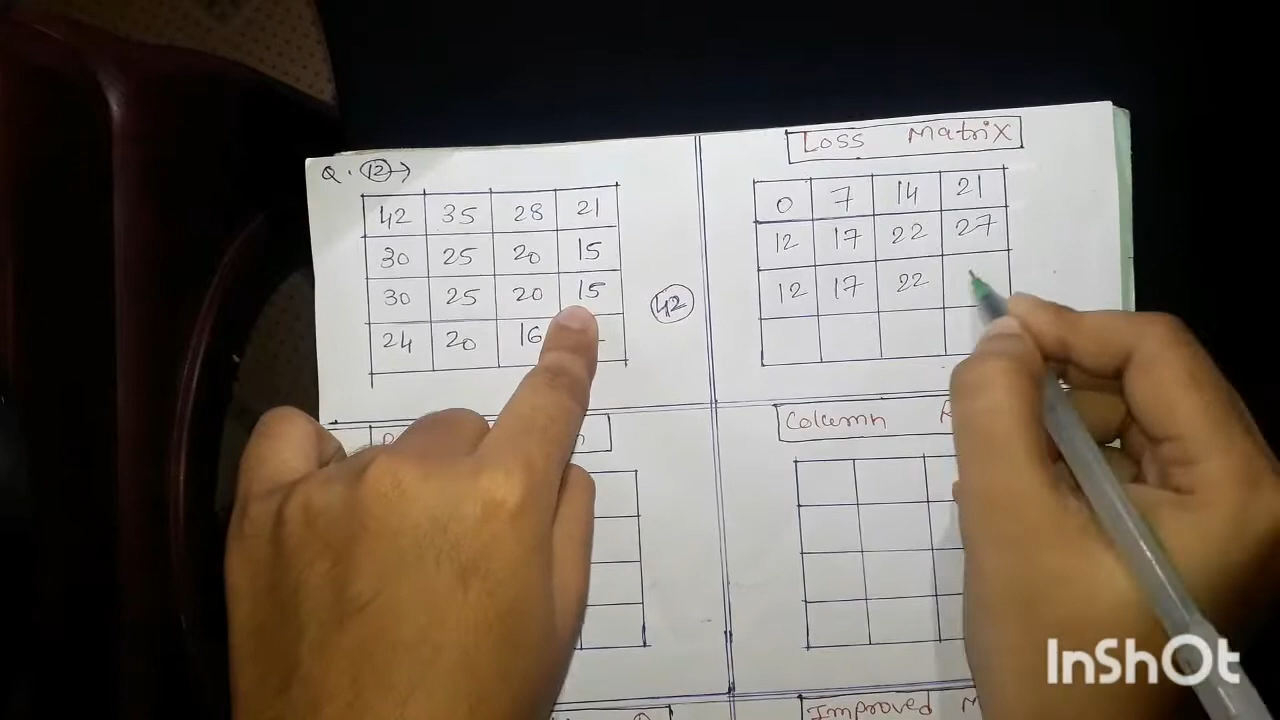 Q. 12 →
42 35 28 21
30 25 20 15
30 25 20 15
24 20 16
42
Loss Matrix
0 7 14 21
12 17 22 27
12 17 22
Column R
Improved M
InShOt